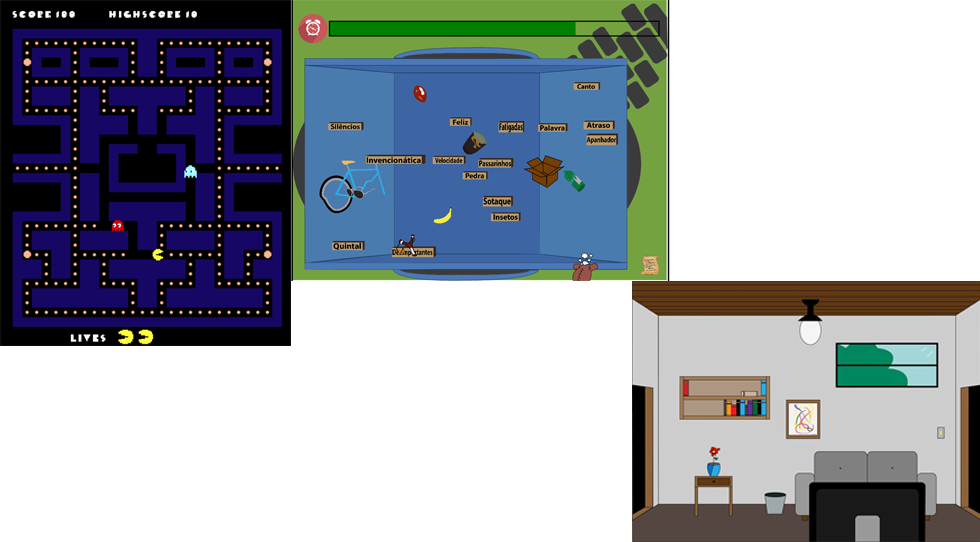 SCORE 100 HIGHSCORE 10
LIVES
Canto
Silêncios
Feliz
Fatigadas
Palavra
Atraso
Apanhador
Invencionática
Velocidade
Passarinhos
Pedra
Sotaque
Insetos
Quintal
Desimportantes